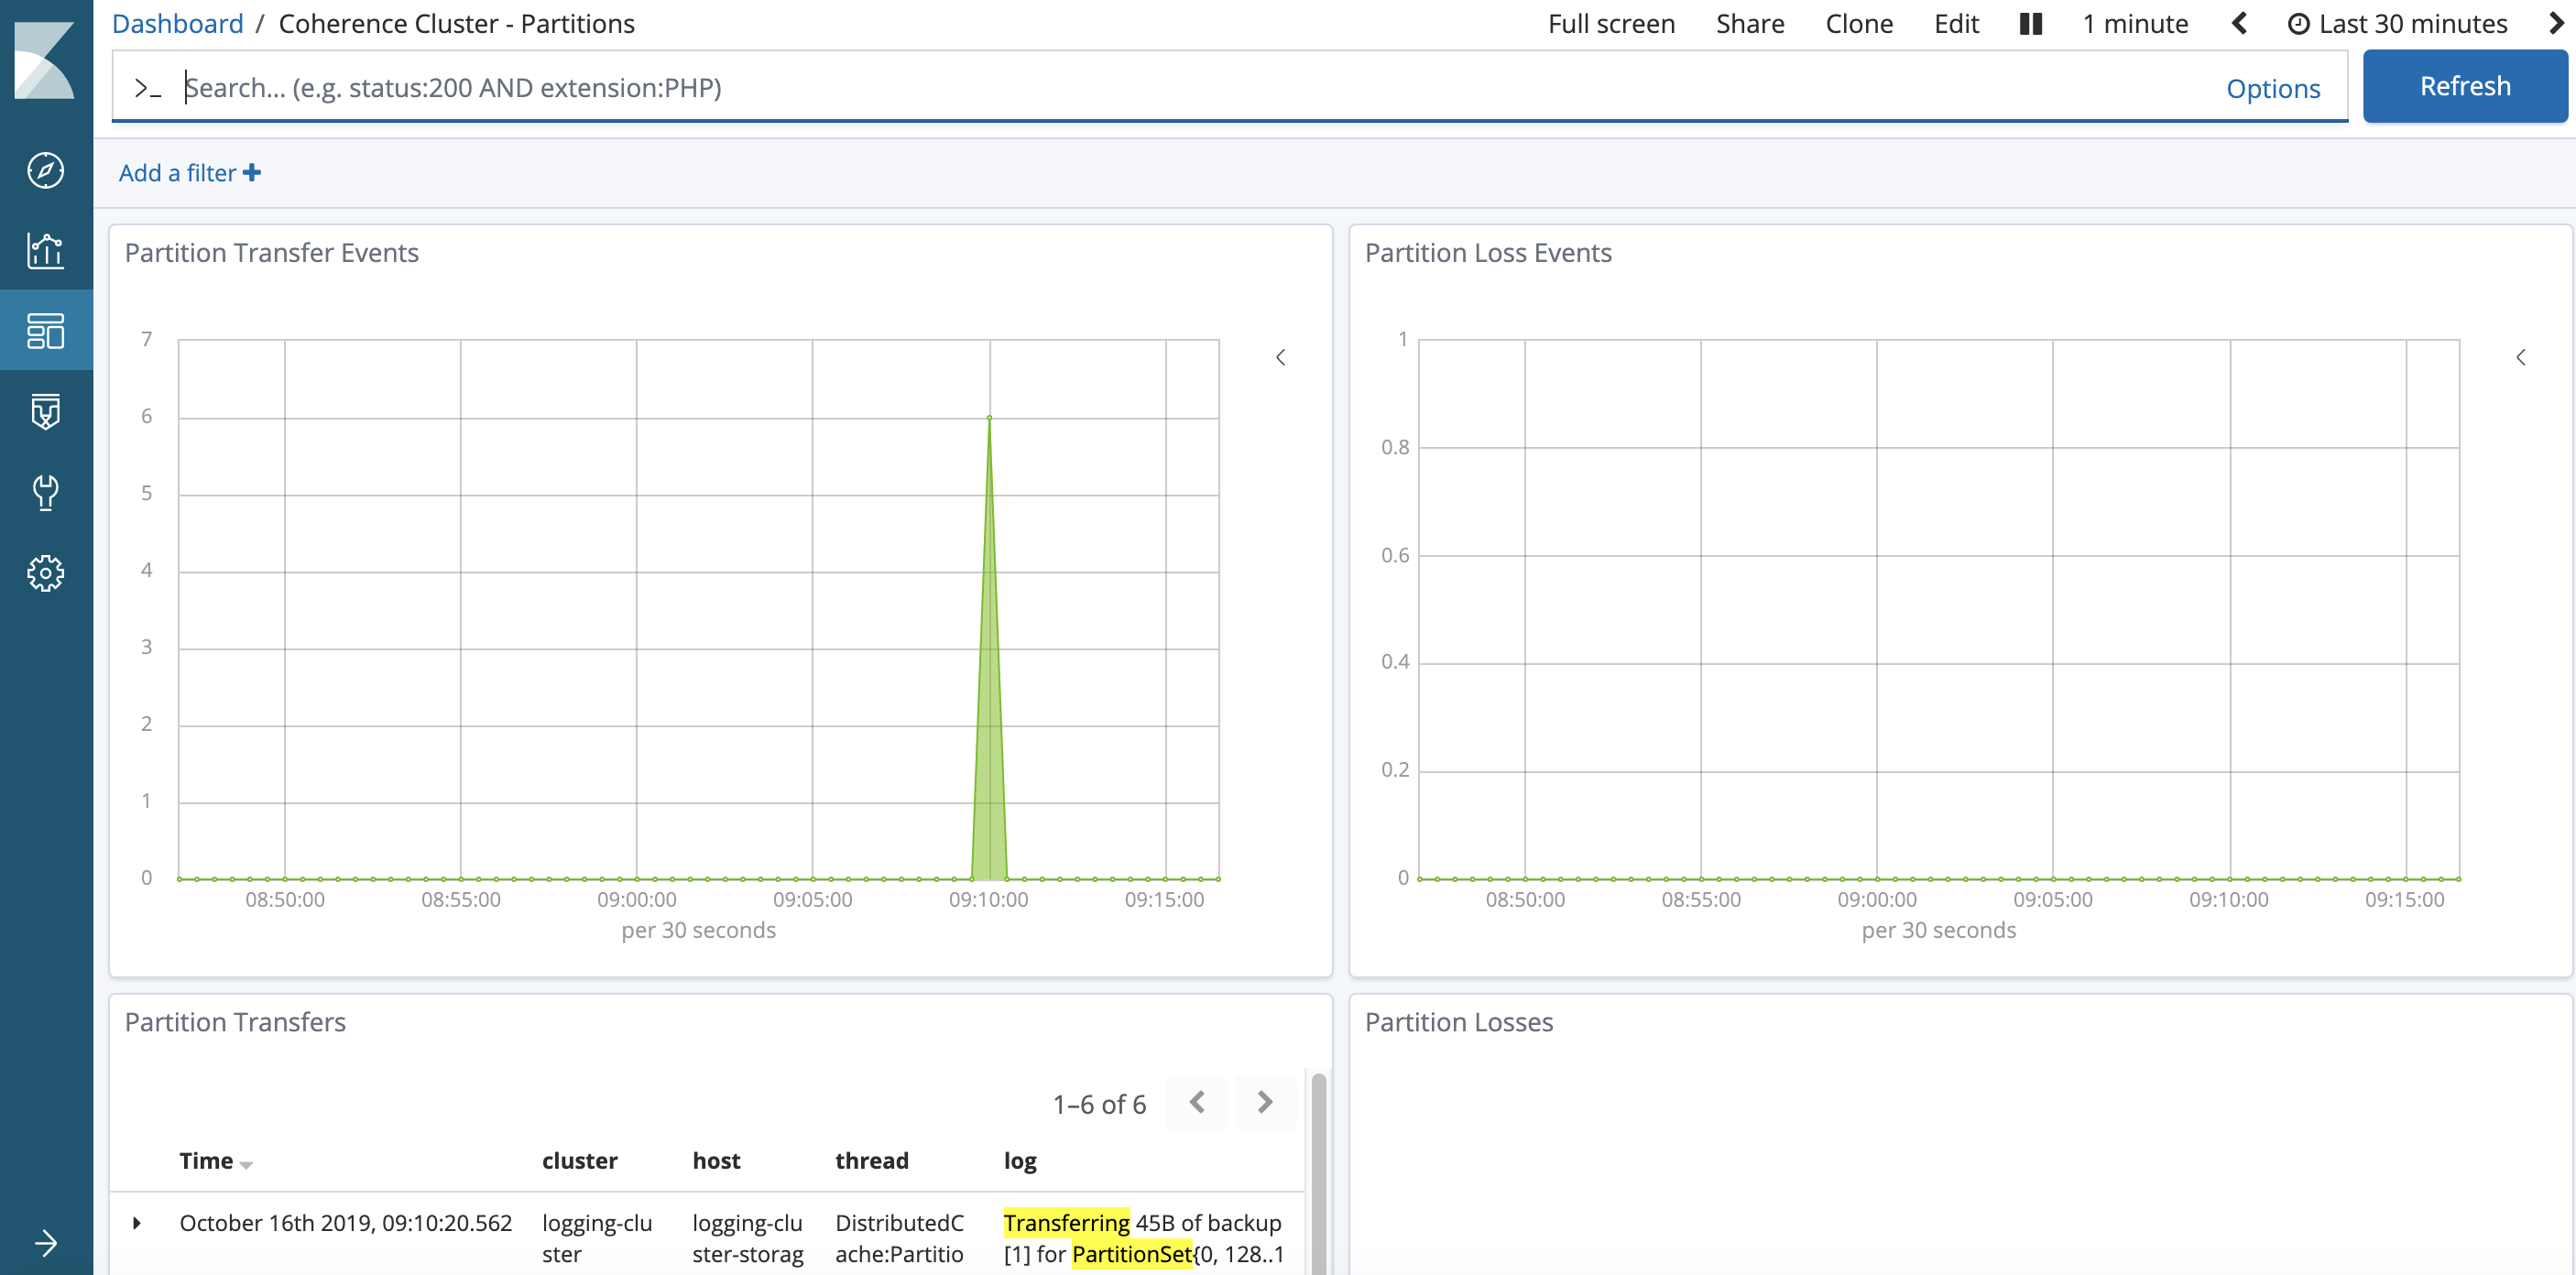 Dashboard / Coherence Cluster - Partitions
Full screen Share Clone Edit 1 minute Last 30 minutes
>_ Search... (e.g. status:200 AND extension:PHP) Options Refresh
Add a filter
Partition Transfer Events
7
6
5
4
3
2
1
0
08:50:00 08:55:00 09:00:00 09:05:00 09:10:00 09:15:00
per 30 seconds
Partition Loss Events
1
0.8
0.6
0.4
0.2
0
08:50:00 08:55:00 09:00:00 09:05:00 09:10:00 09:15:00
per 30 seconds
Partition Transfers
1–6 of 6
Time cluster host thread log
October 16th 2019, 09:10:20.562 logging-clu logging-clu DistributedC Transferring 45B of backup
ster ster-storag ache:Partitio [1] for PartitionSet{0, 128..1
Partition Losses